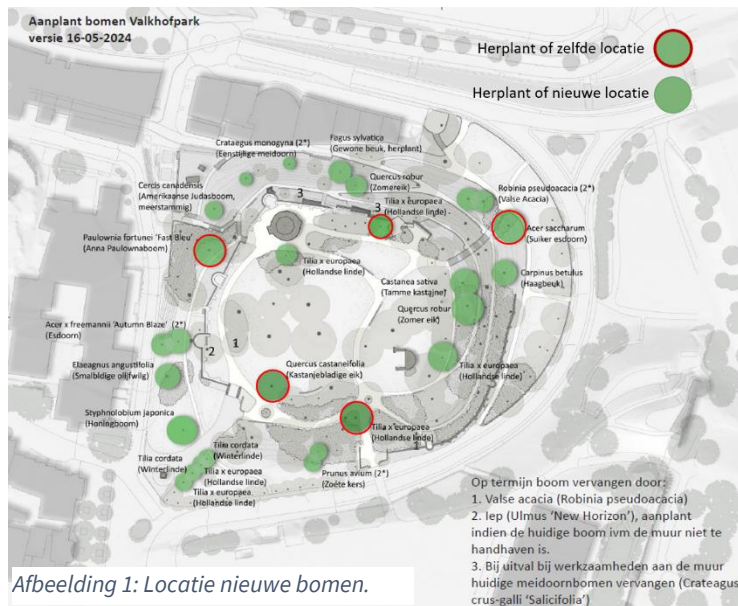 Aanplant bomen Valkhofpark
versie 16-05-2024
Herplant of zelfde locatie
Herplant of nieuwe locatie
Crataegus monogyna (2*)
(Eenstijlige meidoorn)
Fagus sylvatica
(Gewone beuk, herplant)
Quercus robur
(Zomereik)
Cercis canadensis
(Amerikaanse Judasboom,
meerstammig)
3
Tilia x europaea
(Hollandse linde)
3
Robinia pseudoacacia (2*)
(Valse Acacia)
Acer saccharum
(Suiker esdoorn)
Paulownia fortunei 'Fast Bleu'
(Anna Paulownaboom)
Tilia x europaea
(Hollandse linde)
Carpinus betulus
(Haagbeuk)
Castanea sativa
(Tamme kastanje)
Quercus robur
(Zomer eik)
Acer x freemannii 'Autumn Blaze' (2*)
(Esdoorn)
1
2
Elaeagnus angustifolia
(Smalbldige olijfwilg)
Quercus castaneifolia
(Kastanjebladige eik)
Tilia x europaea
(Hollandse linde)
Styphnolobium japonica
(Honingboom)
Tilia x europaea
(Hollandse linde)
1
Tilia cordata
(Winterlinde)
Tilia cordata
(Winterlinde)
Tilia x europaea
(Hollandse linde)
Tilia x europaea
(Hollandse linde)
Prunus avium (2*)
(Zoete kers)
Op termijn boom vervangen door:
1. Valse acacia (Robinia pseudoacacia)
2. Iep (Ulmus 'New Horizon'), aanplant
indien de huidige boom ivm de muur niet te
handhaven is.
3. Bij uitval bij werkzaamheden aan de muur
huidige meidoornbomen vervangen (Crateagus
crus-galli 'Salicifolia')
Afbeelding 1: Locatie nieuwe bomen.